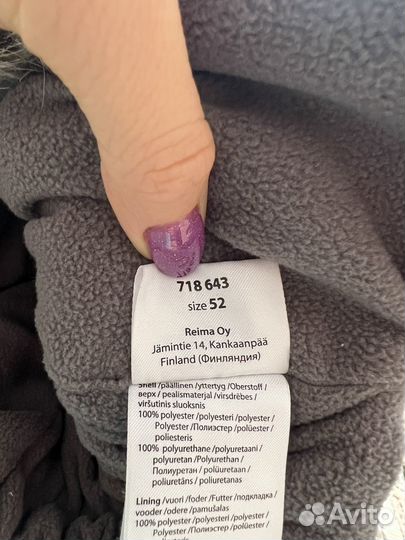 718 643
size 52
Reima Oy
Jämintie 14, Kankaanpää
Finland (Финляндия)
Shell /päällinen /yttertyg /Oberstoff /
верх / pealismaterjal /virsdrēbes /
viršutinis sluoksnis
100% polyester /polyesteri /polyester /
Polyester /Полиэстер /polüester /
poliesteris
100% polyurethane /polyuretaani /
polyuretan /Polyurethan /
Полиуретан / polüuretaan /
poliuretāns / poliuretanas
Lining /vuori /foder /Futter /подкладка /
vooder /odere /pamušalas
100% polyester /polyesteri /polyester /
Polyester /Полиэстер /polüester /
Avito